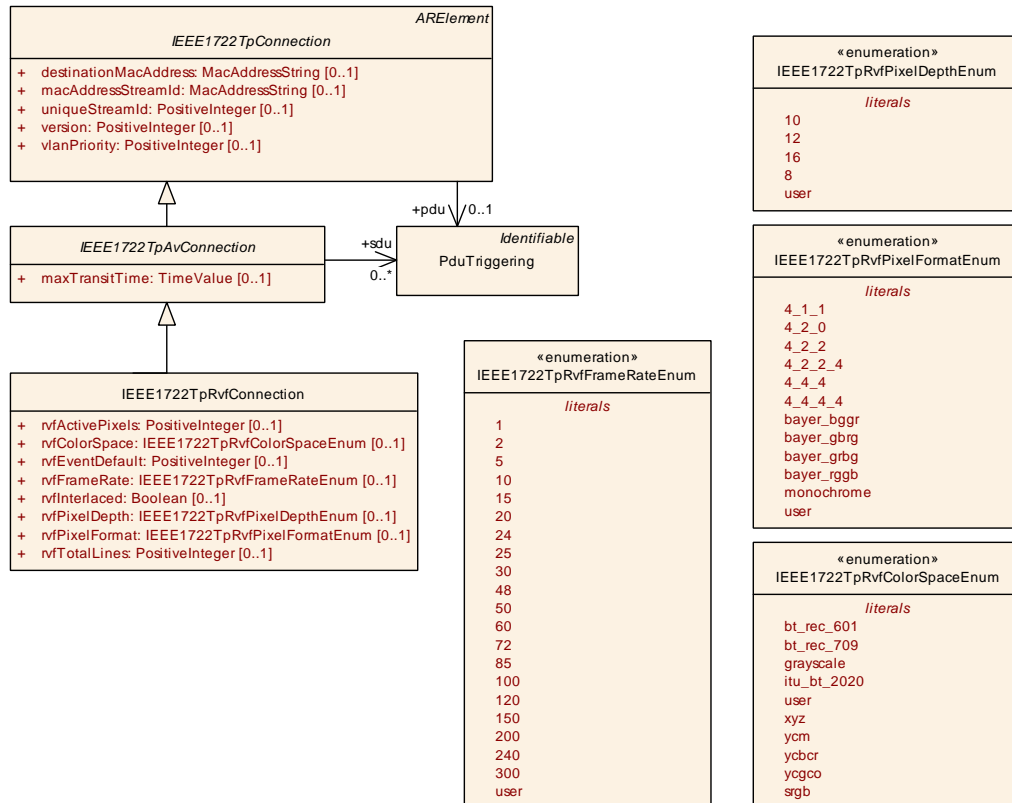 ARElement
IEEE1722TpConnection
+ destinationMacAddress: MacAddressString [0..1]
+ macAddressStreamId: MacAddressString [0..1]
+ uniqueStreamId: PositiveInteger [0..1]
+ version: PositiveInteger [0..1]
+ vlanPriority: PositiveInteger [0..1]
+pdu 0..1
IEEE1722TpAvConnection
+ maxTransitTime: TimeValue [0..1]
+sdu
0..*
Identifiable
PduTriggering
IEEE1722TpRvfConnection
+ rvfActivePixels: PositiveInteger [0..1]
+ rvfColorSpace: IEEE1722TpRvfColorSpaceEnum [0..1]
+ rvfEventDefault: PositiveInteger [0..1]
+ rvfFrameRate: IEEE1722TpRvfFrameRateEnum [0..1]
+ rvfInterlaced: Boolean [0..1]
+ rvfPixelDepth: IEEE1722TpRvfPixelDepthEnum [0..1]
+ rvfPixelFormat: IEEE1722TpRvfPixelFormatEnum [0..1]
+ rvfTotalLines: PositiveInteger [0..1]
«enumeration»
IEEE1722TpRvfFrameRateEnum
literals
1
2
5
10
15
20
24
25
30
48
50
60
72
85
100
120
150
200
240
300
user
«enumeration»
IEEE1722TpRvfPixelDepthEnum
literals
10
12
16
8
user
«enumeration»
IEEE1722TpRvfPixelFormatEnum
literals
4_1_1
4_2_0
4_2_2
4_2_2_4
4_4_4
4_4_4_4
bayer_bggr
bayer_gbrg
bayer_grbg
bayer_rggb
monochrome
user
«enumeration»
IEEE1722TpRvfColorSpaceEnum
literals
bt_rec_601
bt_rec_709
grayscale
itu_bt_2020
user
xyz
ycm
ycbcr
ycgco
srgb